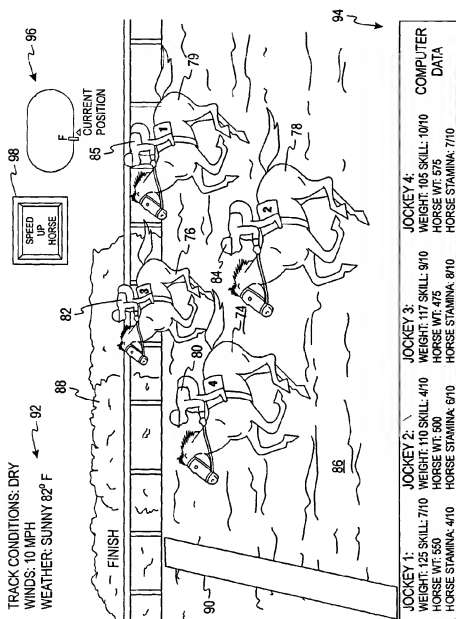 TRACK CONDITIONS: DRY
WINDS: 10 MPH
WEATHER: SUNNY 82° F
92
88
98
SPEED
UP
HORSE
96
F
CURRENT
POSITION
FINISH
82
85
1
79
3
76
84
2
78
80
74
4
90
86
94
JOCKEY 1:
WEIGHT: 125 SKILL: 7/10
HORSE WT: 550
HORSE STAMINA: 4/10
JOCKEY 2:
WEIGHT: 110 SKILL: 4/10
HORSE WT: 500
HORSE STAMINA: 6/10
JOCKEY 3:
WEIGHT: 117 SKILL: 9/10
HORSE WT: 475
HORSE STAMINA: 8/10
JOCKEY 4:
WEIGHT: 105 SKILL: 10/10
HORSE WT: 575
HORSE STAMINA: 7/10
COMPUTER
DATA